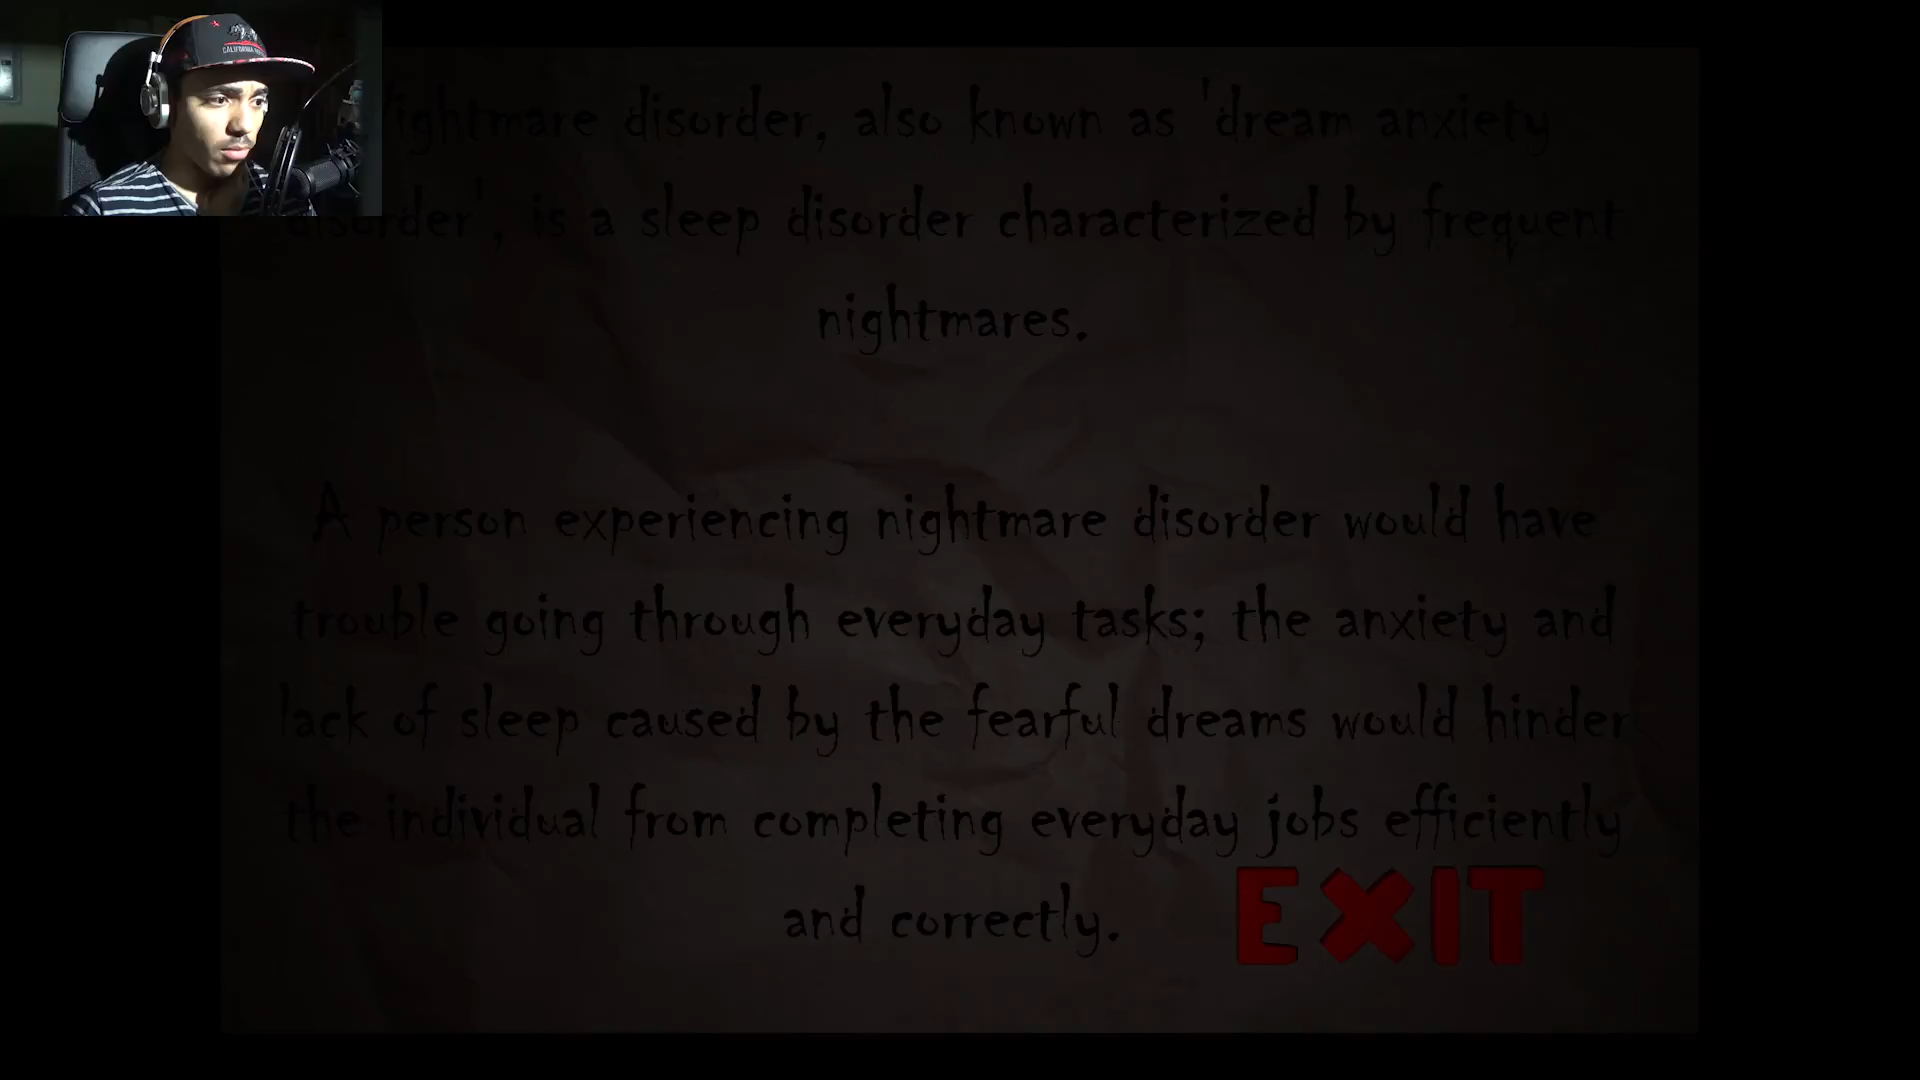 CALIFORNIA
ightmare disorder, also known as 'dream anxiety
disorder', is a sleep disorder characterized by frequent
nightmares.
A person experiencing nightmare disorder would have
trouble going through everyday tasks; the anxiety and
lack of sleep caused by the fearful dreams would hinder
the individual from completing everyday jobs efficiently
and correctly.
EXIT